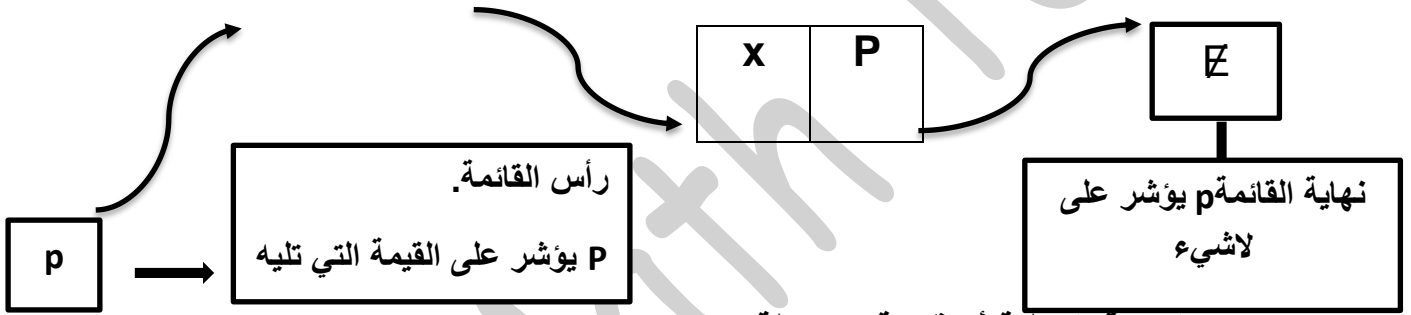 x P
∄
رأس القائمة.
P يؤشر على القيمة التي تليه
نهاية القائمةp يؤشر على
لاشيء
p